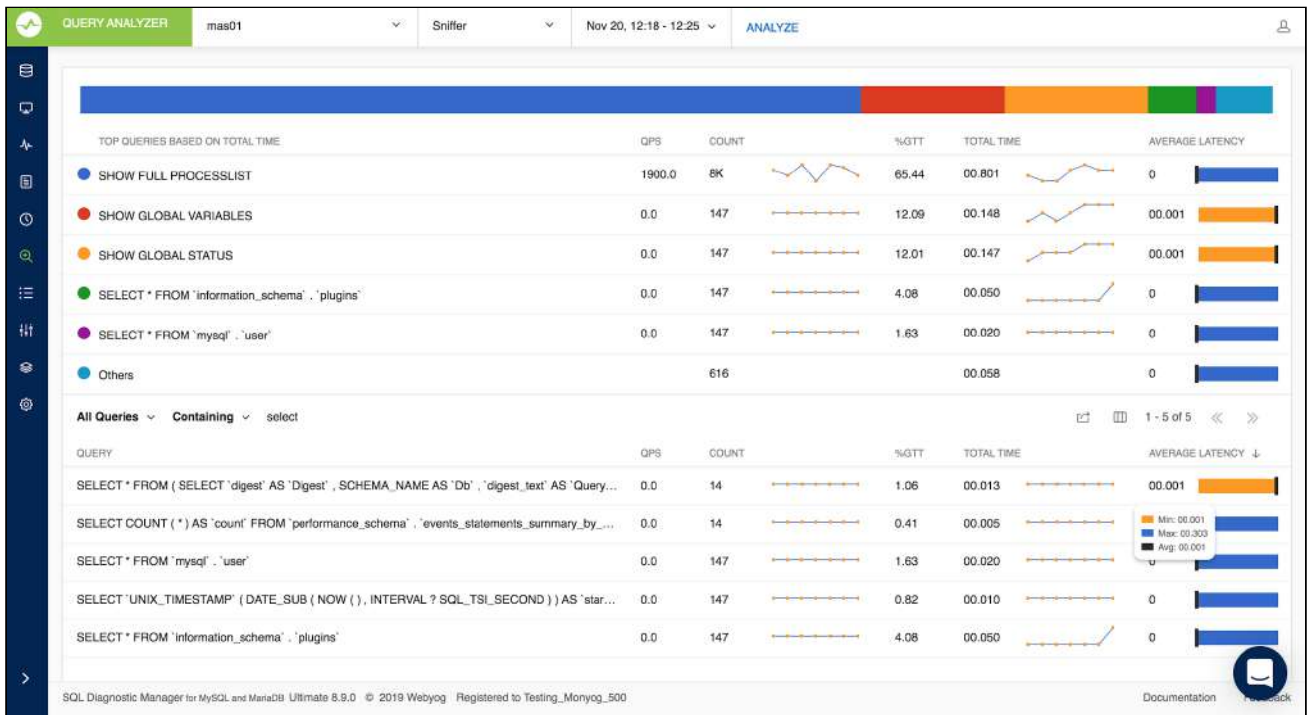 QUERY ANALYZER mas01 Sniffer Nov 20, 12:18 - 12:25 ANALYZE
TOP QUERIES BASED ON TOTAL TIME QPS COUNT %GTT TOTAL TIME AVERAGE LATENCY
SHOW FULL PROCESSLIST 1900.0 8K 65.44 00.801 0
SHOW GLOBAL VARIABLES 0.0 147 12.09 00.148 00.001
SHOW GLOBAL STATUS 0.0 147 12.01 00.147 00.001
SELECT * FROM `information_schema` . `plugins` 0.0 147 4.08 00.050 0
SELECT * FROM `mysql` . `user` 0.0 147 1.63 00.020 0
Others 616 00.058 0
All Queries Containing select 1 - 5 of 5
QUERY QPS COUNT %GTT TOTAL TIME AVERAGE LATENCY ↓
SELECT * FROM ( SELECT `digest` AS `Digest` , SCHEMA_NAME AS `Db` , `digest_text` AS `Query... 0.0 14 1.06 00.013 00.001
SELECT COUNT ( * ) AS `count` FROM `performance_schema` . `events_statements_summary_by_... 0.0 14 0.41 00.005
Min: 00.001
Max: 00.303
Avg: 00.001
SELECT * FROM `mysql` . `user` 0.0 147 1.63 00.020 0
SELECT `UNIX_TIMESTAMP` ( DATE_SUB ( NOW ( ) , INTERVAL ? SQL_TSI_SECOND ) ) AS `star... 0.0 147 0.82 00.010 0
SELECT * FROM `information_schema` . `plugins` 0.0 147 4.08 00.050 0
SQL Diagnostic Manager for MySQL and MariaDB Ultimate 8.9.0 © 2019 Webyog Registered to Testing_Monyog_500 Documentation